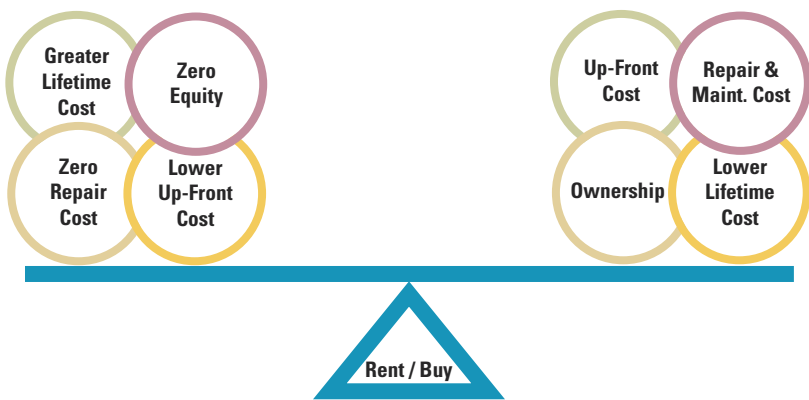 Greater
Lifetime
Cost
Zero
Equity
Zero
Repair
Cost
Lower
Up-Front
Cost
Up-Front
Cost
Repair &
Maint. Cost
Ownership
Lower
Lifetime
Cost
Rent / Buy